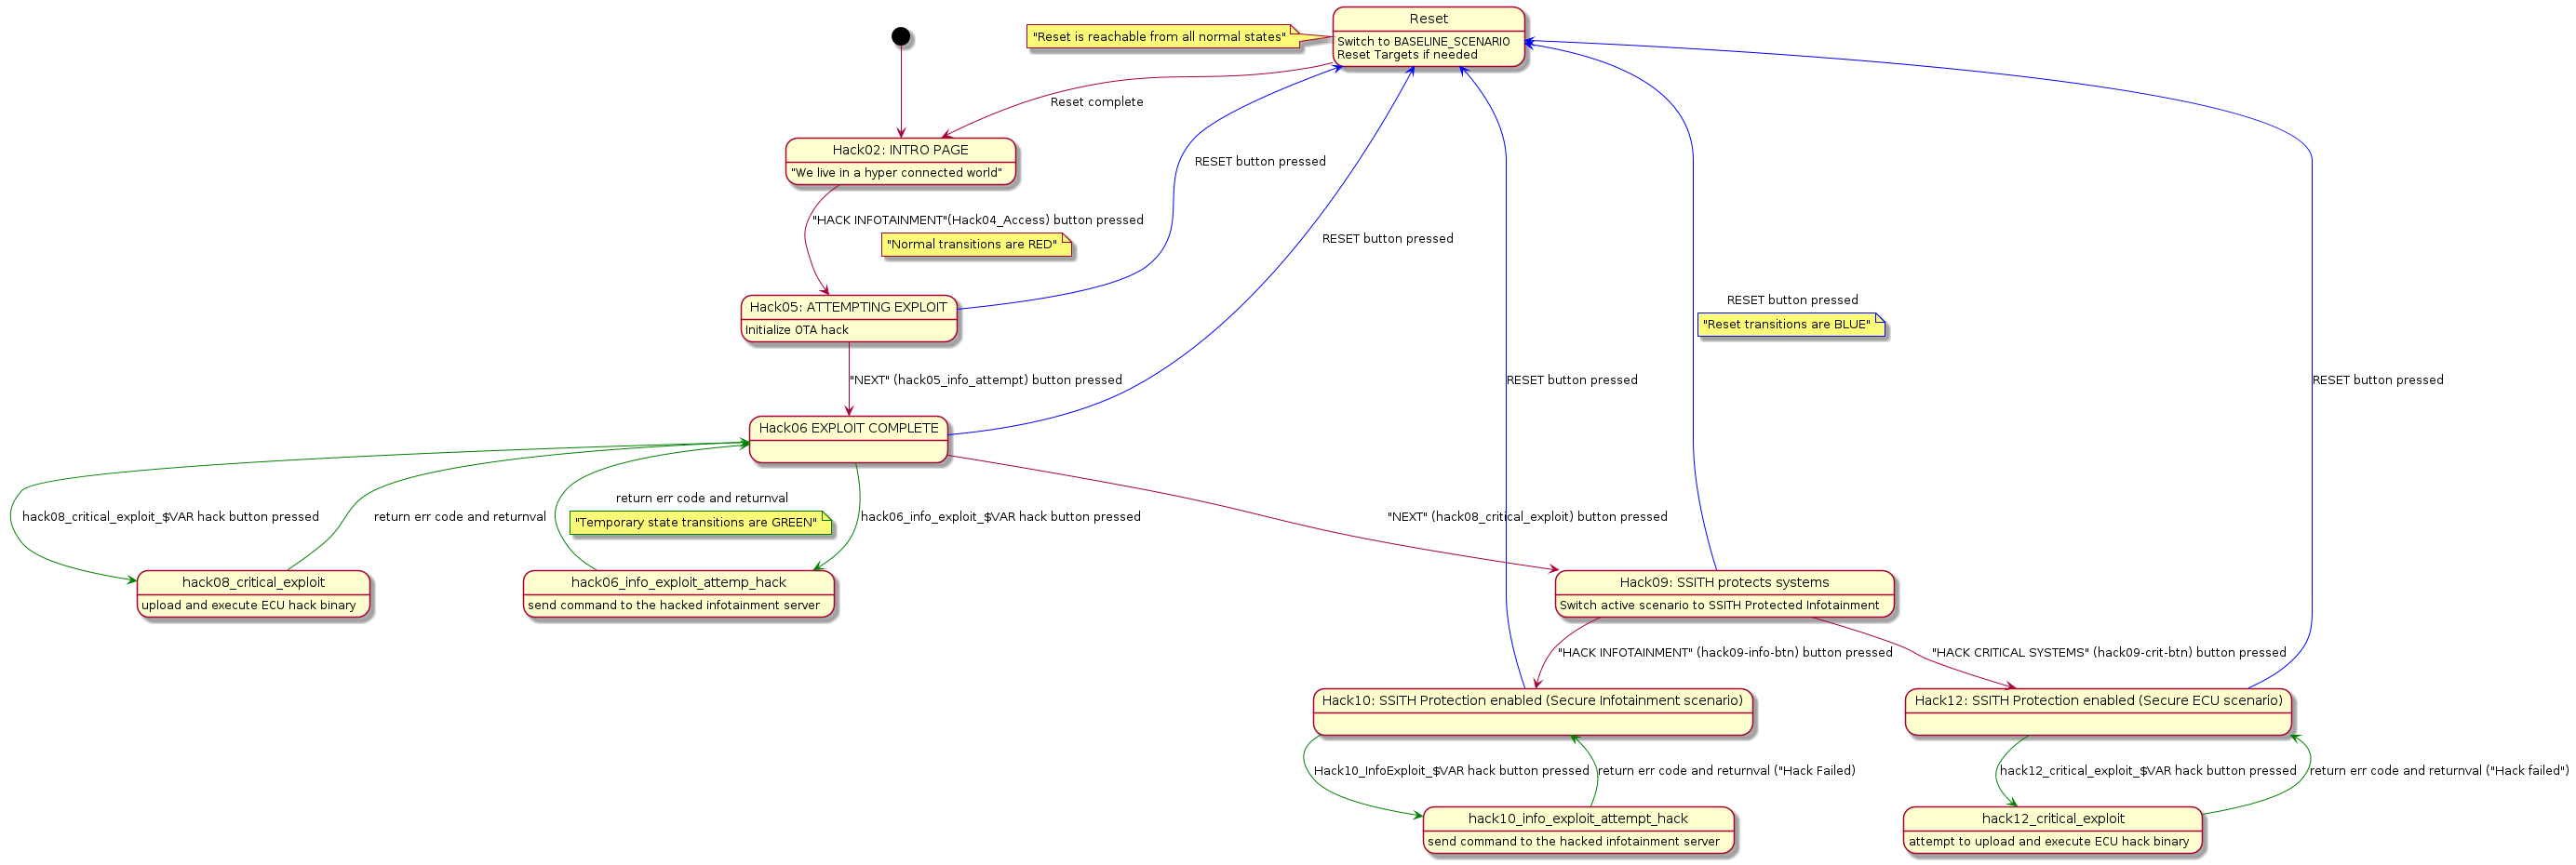 Reset
"Reset is reachable from all normal states"
Switch to BASELINE_SCENARIO
Reset Targets if needed
Reset complete
Hack02: INTRO PAGE
"We live in a hyper connected world"
RESET button pressed
"HACK INFOTAINMENT"(Hack04_Access) button pressed
"Normal transitions are RED"
RESET button pressed
RESET button pressed
"Reset transitions are BLUE"
Hack05: ATTEMPTING EXPLOIT
Initialize OTA hack
"NEXT" (hack05_info_attempt) button pressed
RESET button pressed
RESET button pressed
Hack06 EXPLOIT COMPLETE
return err code and returnval
"Temporary state transitions are GREEN"
hack08_critical_exploit_$VAR hack button pressed
return err code and returnval
hack06_info_exploit_$VAR hack button pressed
"NEXT" (hack08_critical_exploit) button pressed
hack08_critical_exploit
upload and execute ECU hack binary
hack06_info_exploit_attemp_hack
send command to the hacked infotainment server
Hack09: SSITH protects systems
Switch active scenario to SSITH Protected Infotainment
"HACK INFOTAINMENT" (hack09-info-btn) button pressed
"HACK CRITICAL SYSTEMS" (hack09-crit-btn) button pressed
Hack10: SSITH Protection enabled (Secure Infotainment scenario)
Hack12: SSITH Protection enabled (Secure ECU scenario)
Hack10_InfoExploit_$VAR hack button pressed
return err code and returnval ("Hack Failed)
hack12_critical_exploit_$VAR hack button pressed
return err code and returnval ("Hack failed")
hack10_info_exploit_attempt_hack
send command to the hacked infotainment server
hack12_critical_exploit
attempt to upload and execute ECU hack binary